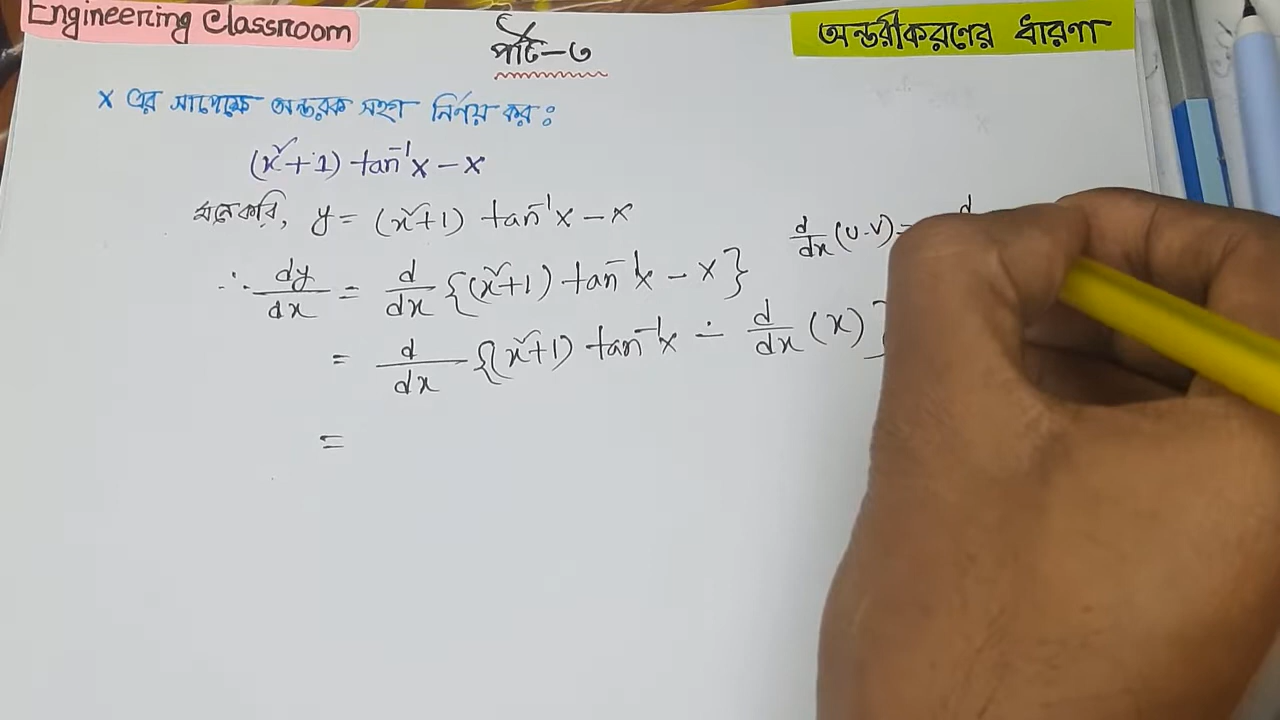 Engineering Classroom
পার্ট-৩
অন্তরীকরণের ধারণা
x এর সাপেক্ষে অন্তরক সহগ নির্ণয় কর:
(x²+1) tan⁻¹x - x
মনেকরি, y = (x²+1) tan⁻¹x - x
d/dx (u-v) = d
∴ dy/dx = d/dx {(x²+1) tan⁻¹x - x}
= d/dx {(x²+1) tan⁻¹x - d/dx (x)}
=